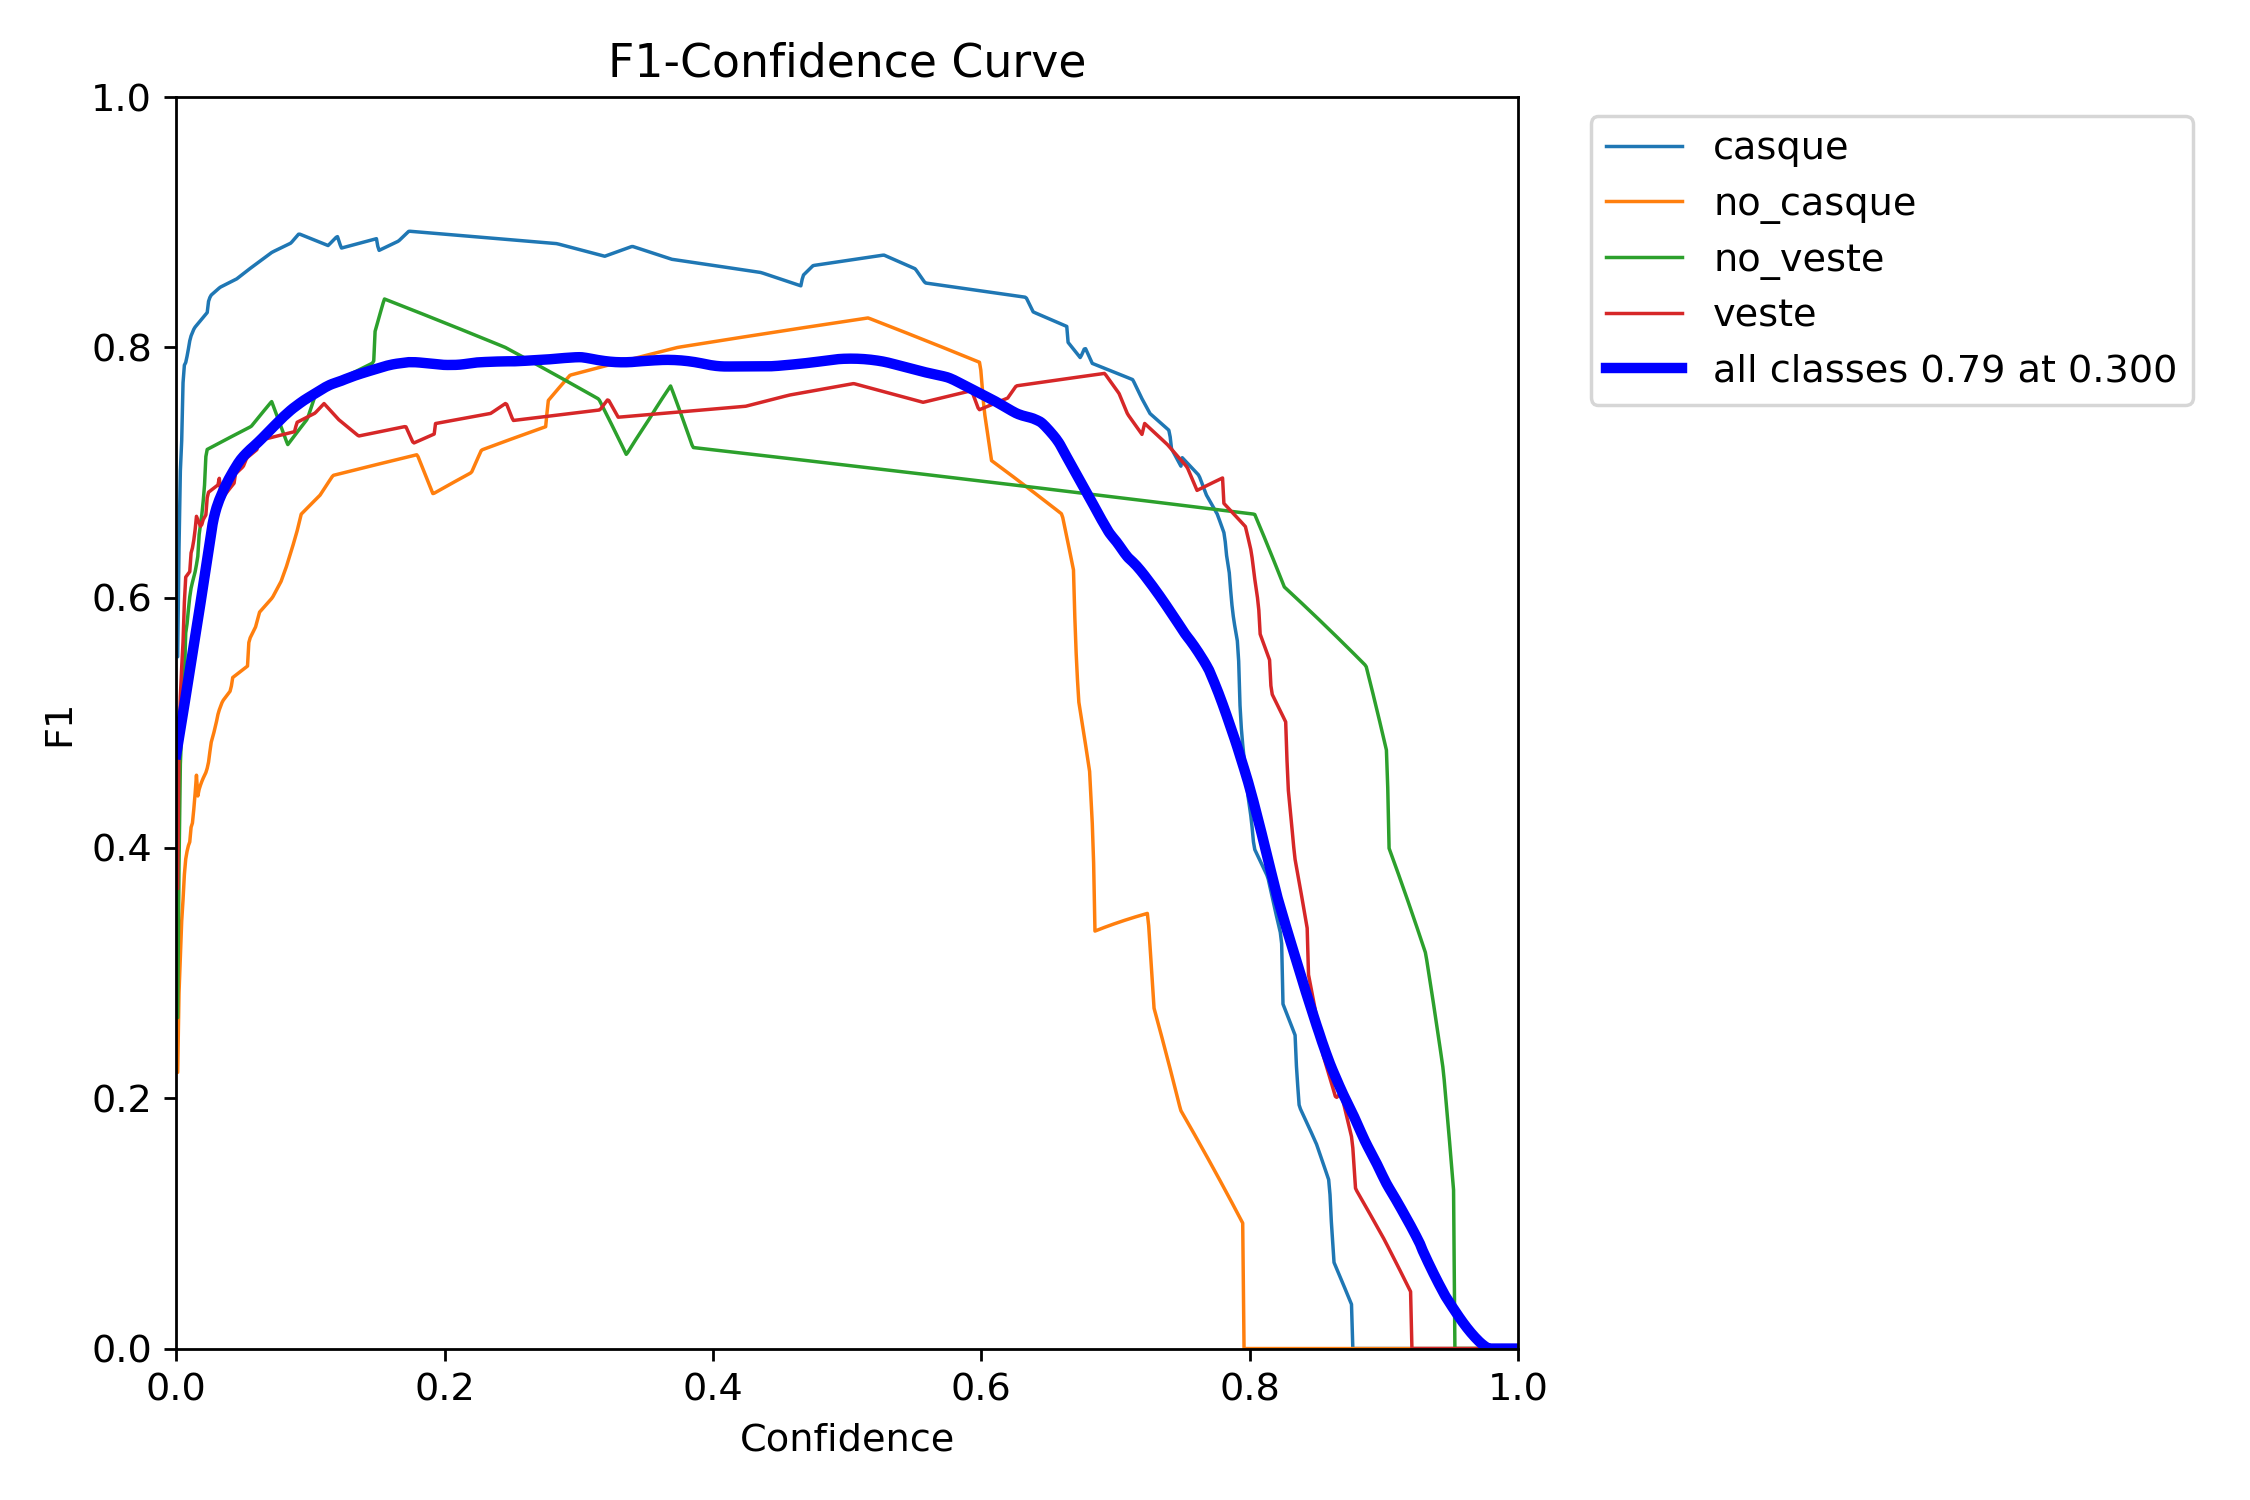 F1-Confidence Curve
1.0
0.8
0.6
0.4
0.2
0.0
F1
0.0 0.2 0.4 0.6 0.8 1.0
Confidence
casque
no_casque
no_veste
veste
all classes 0.79 at 0.300